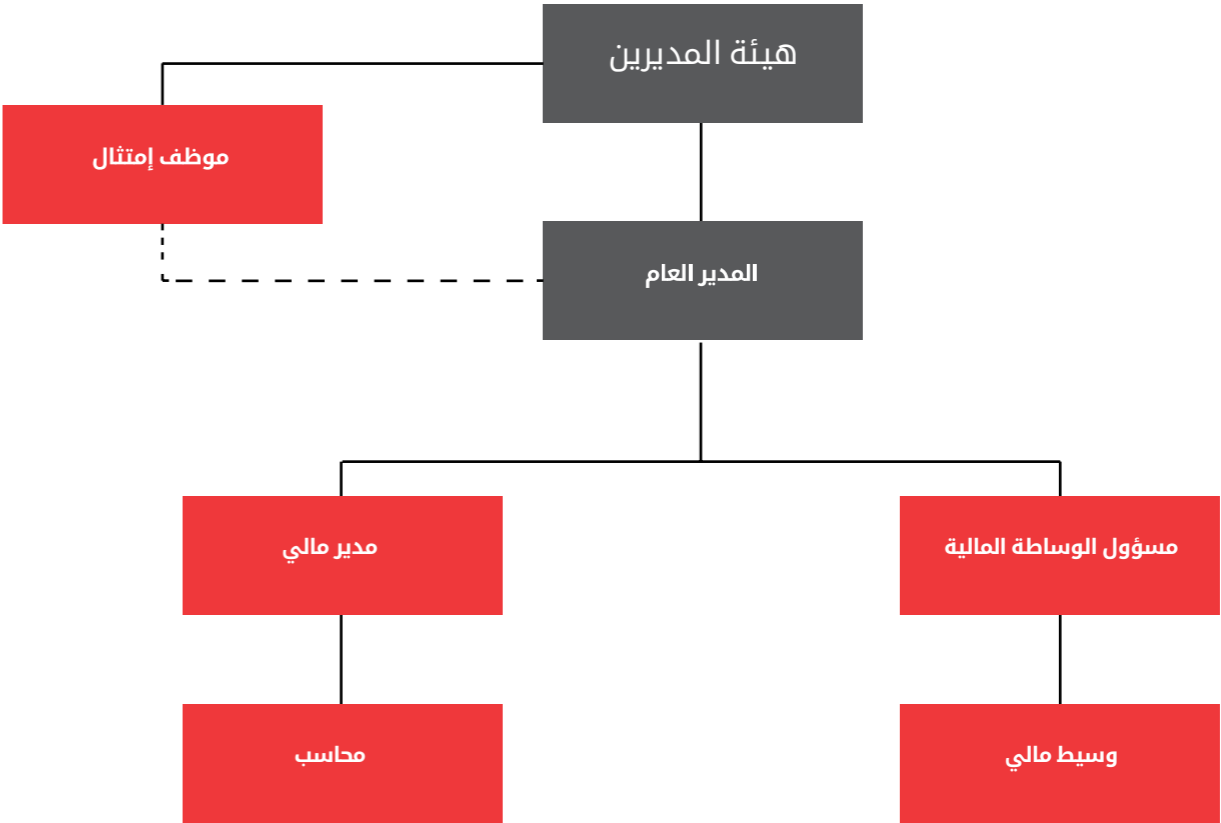 هيئة المديرين
موظف إمتثال
المدير العام
مسؤول الوساطة المالية
مدير مالي
وسيط مالي
محاسب